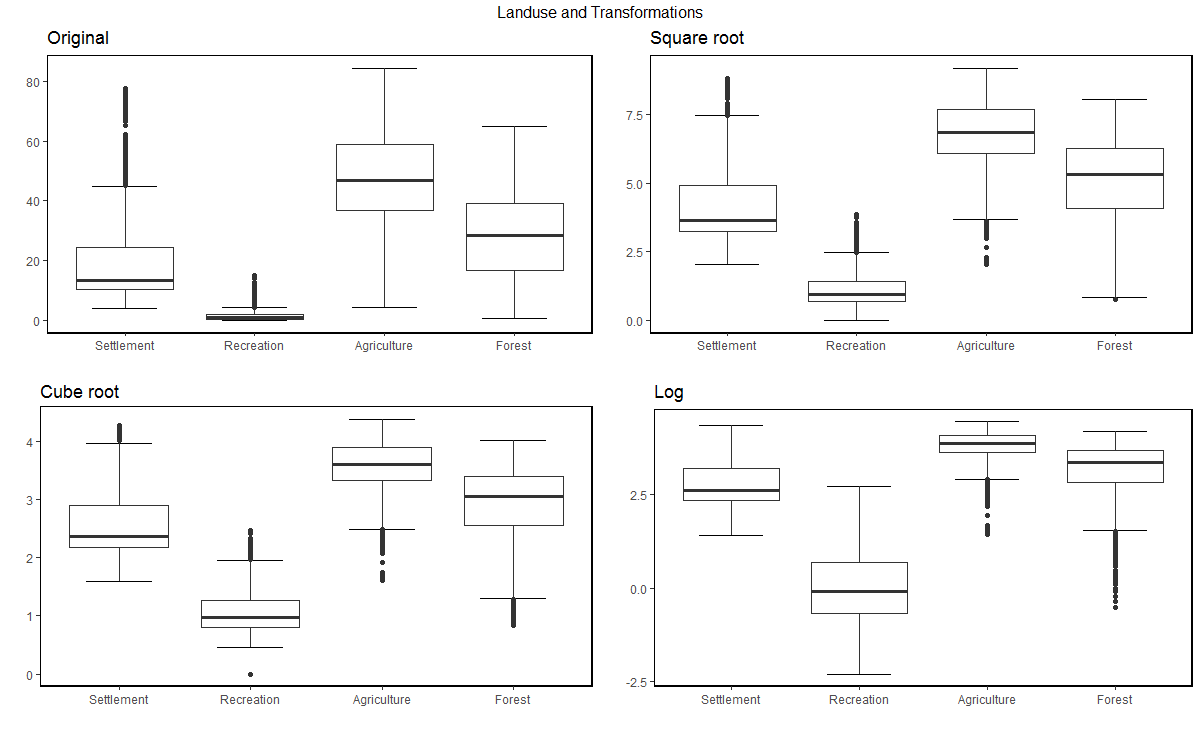 Landuse and Transformations
Original
80
60
40
20
0
Settlement Recreation Agriculture Forest
Square root
7.5
5.0
2.5
0.0
Settlement Recreation Agriculture Forest
Cube root
4
3
2
1
0
Settlement Recreation Agriculture Forest
Log
2.5
0.0
-2.5
Settlement Recreation Agriculture Forest